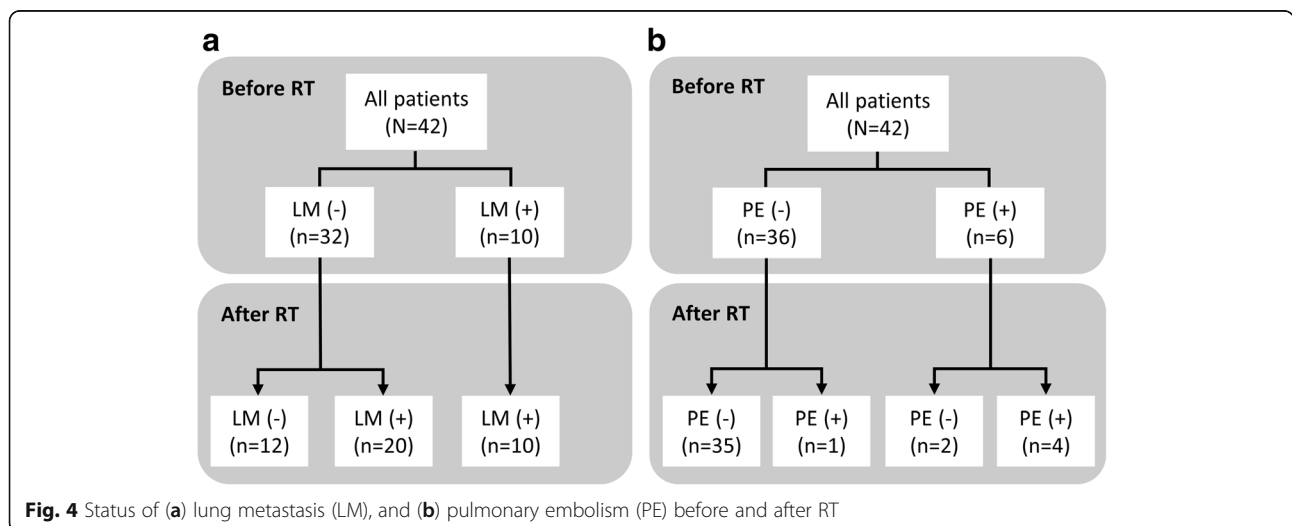 a
Before RT
All patients
(N=42)
LM (-)
(n=32)
LM (+)
(n=10)
After RT
LM (-)
(n=12)
LM (+)
(n=20)
LM (+)
(n=10)
b
Before RT
All patients
(N=42)
PE (-)
(n=36)
PE (+)
(n=6)
After RT
PE (-)
(n=35)
PE (+)
(n=1)
PE (-)
(n=2)
PE (+)
(n=4)
Fig. 4 Status of (a) lung metastasis (LM), and (b) pulmonary embolism (PE) before and after RT